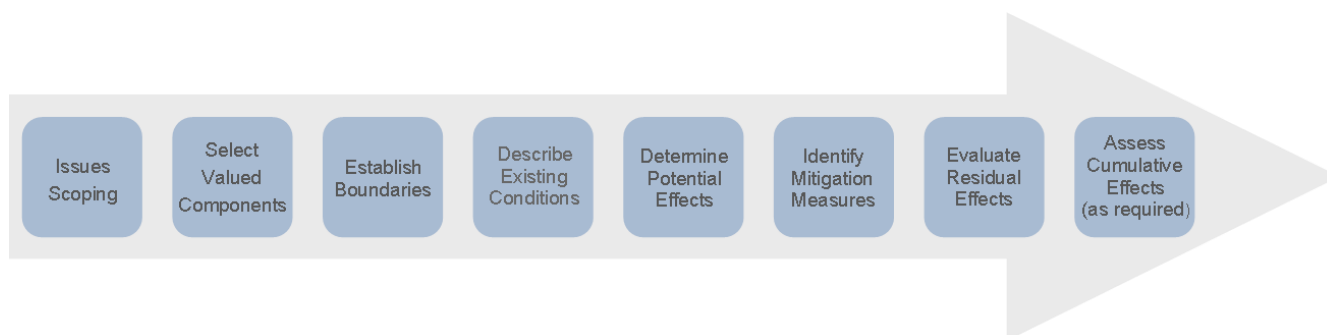 Issues
Scoping
Select
Valued
Components
Establish
Boundaries
Describe
Existing
Conditions
Determine
Potential
Effects
Identify
Mitigation
Measures
Evaluate
Residual
Effects
Assess
Cumulative
Effects
(as required)